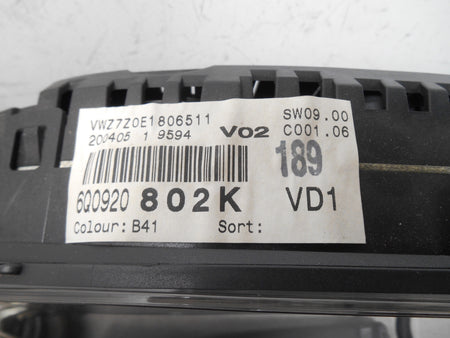 VWZ7Z0E1806511 SW09.00
200405 1 9594 V02 C001.06
189
6Q0920 802K VD1
Colour: B41 Sort: